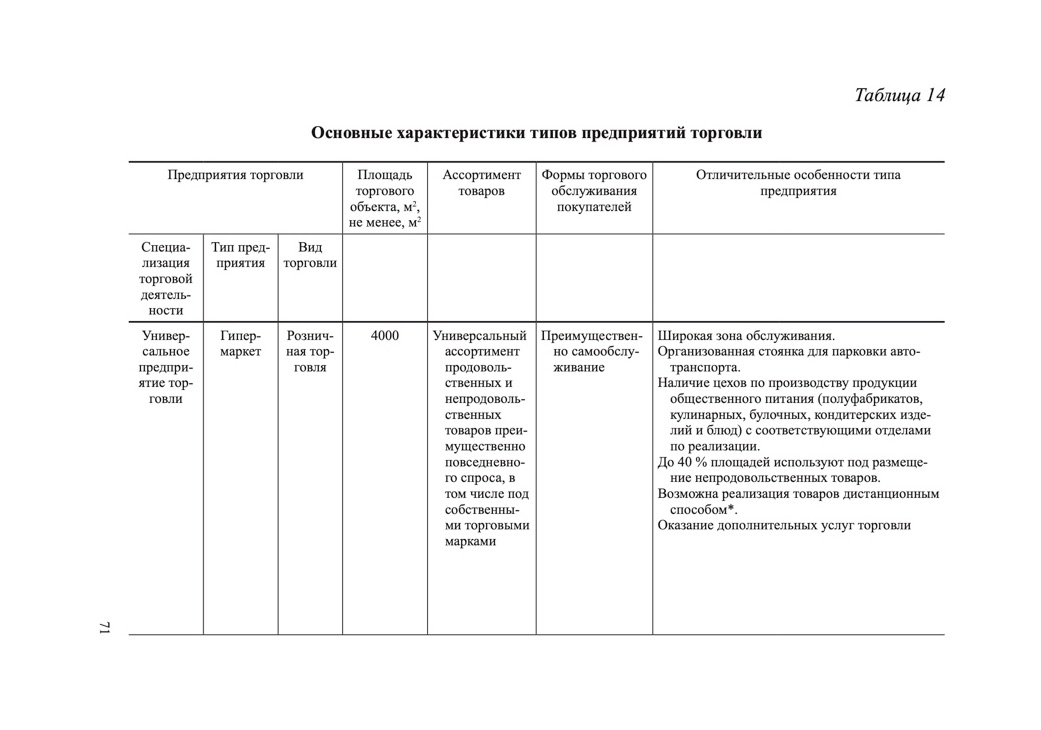 Таблица 14
Основные характеристики типов предприятий торговли
Предприятия торговли
Площадь
торгового
объекта, м²,
не менее, м²
Ассортимент
товаров
Формы торгового
обслуживания
покупателей
Отличительные особенности типа
предприятия
Специа-
лизация
торговой
деятель-
ности
Тип пред-
приятия
Вид
торговли
Универ-
сальное
предпри-
ятие тор-
говли
Гипер-
маркет
Рознич-
ная тор-
говля
4000
Универсальный
ассортимент
продоволь-
ственных и
непродоволь-
ственных
товаров преи-
мущественно
повседневно-
го спроса, в
том числе под
собственны-
ми торговыми
марками
Преимуществен-
но самообслу-
живание
Широкая зона обслуживания.
Организованная стоянка для парковки авто-
транспорта.
Наличие цехов по производству продукции
общественного питания (полуфабрикатов,
кулинарных, булочных, кондитерских изде-
лий и блюд) с соответствующими отделами
по реализации.
До 40 % площадей используют под размеще-
ние непродовольственных товаров.
Возможна реализация товаров дистанционным
способом*.
Оказание дополнительных услуг торговли
71